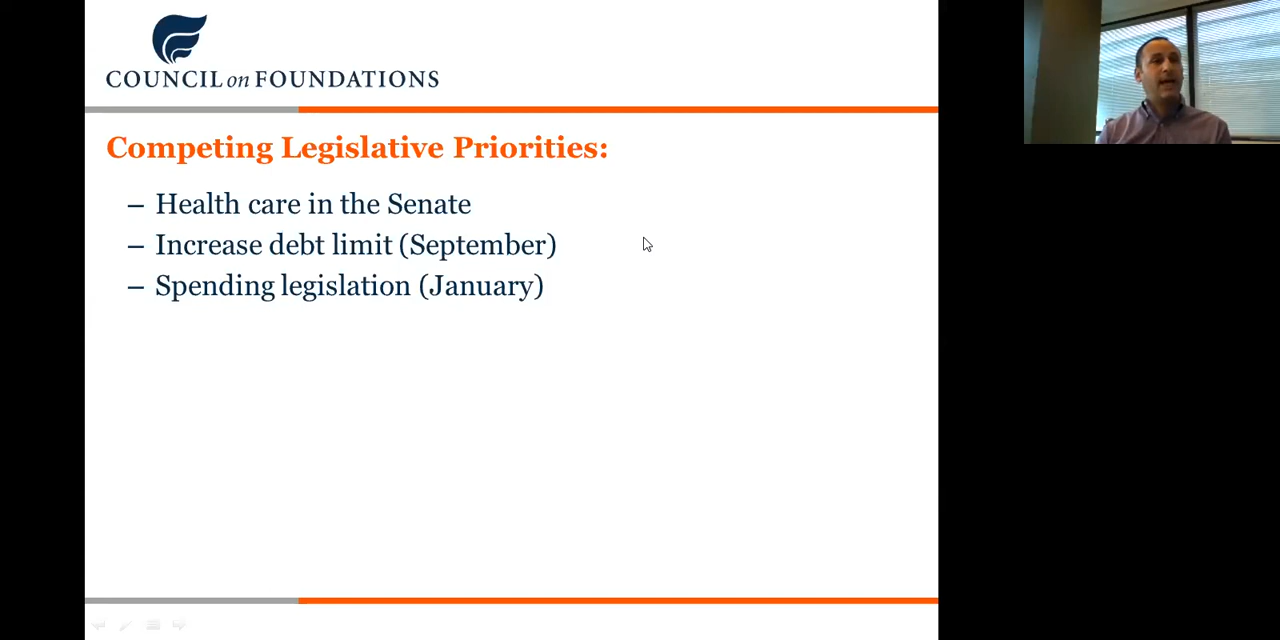 COUNCIL on FOUNDATIONS
Competing Legislative Priorities:
– Health care in the Senate
– Increase debt limit (September)
– Spending legislation (January)